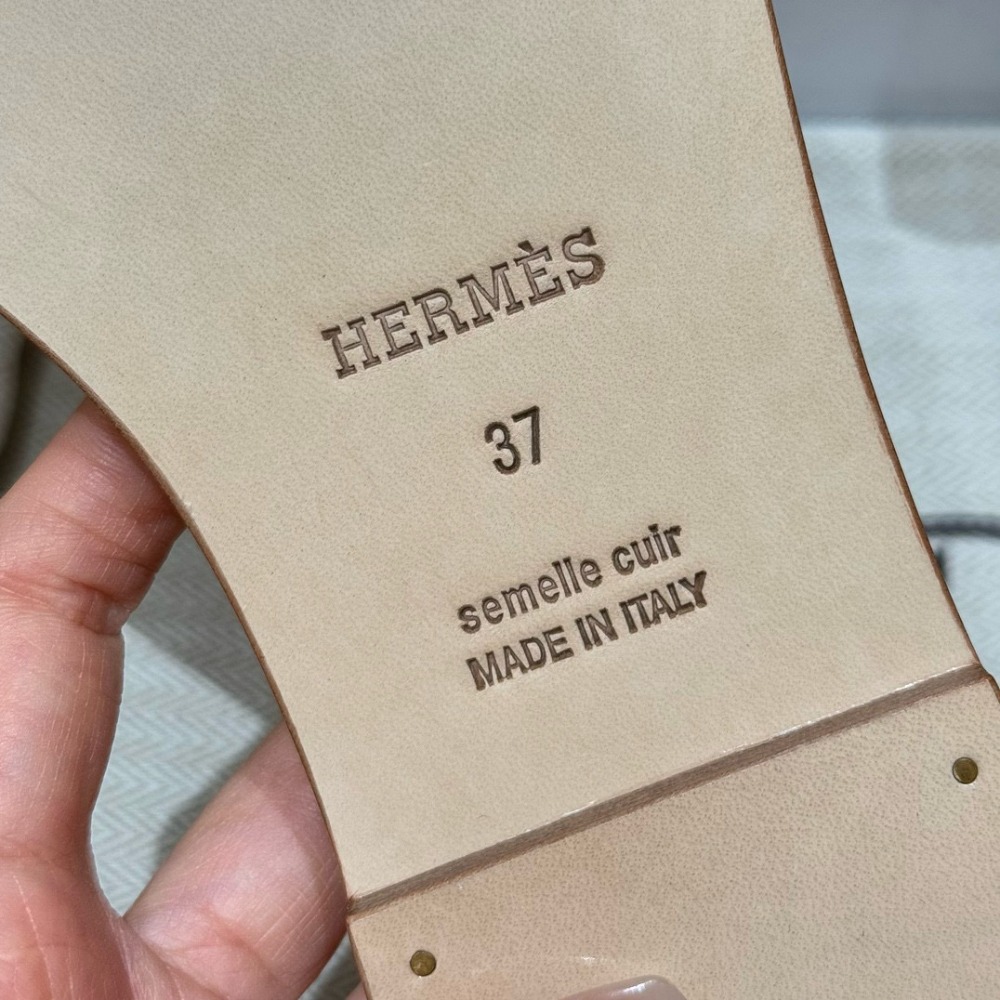 HERMÈS
37
semelle cuir
MADE IN ITALY